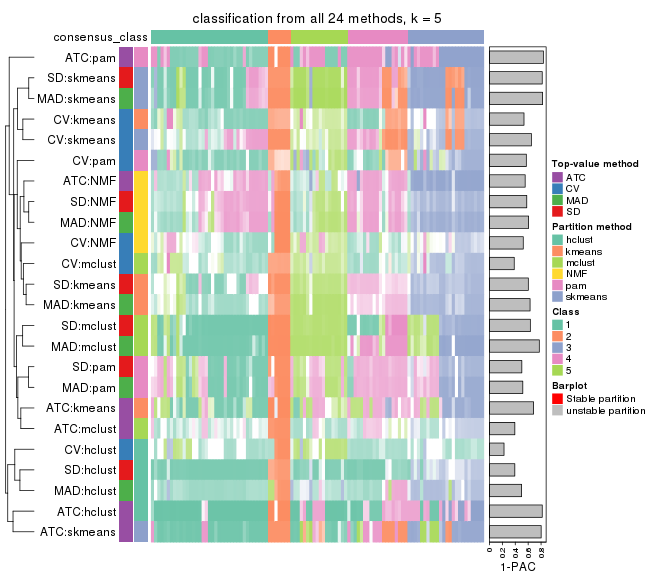 classification from all 24 methods, k = 5
consensus_class
ATC:pam
SD:skmeans
MAD:skmeans
CV:kmeans
CV:skmeans
CV:pam
ATC:NMF
SD:NMF
MAD:NMF
CV:NMF
CV:mclust
SD:kmeans
MAD:kmeans
SD:mclust
MAD:mclust
SD:pam
MAD:pam
ATC:kmeans
ATC:mclust
CV:hclust
SD:hclust
MAD:hclust
ATC:hclust
ATC:skmeans
0
0.2
0.4
0.6
0.8
1-PAC
Top-value method
ATC
CV
MAD
SD
Partition method
hclust
kmeans
mclust
NMF
pam
skmeans
Class
1
2
3
4
5
Barplot
Stable partition
unstable partition